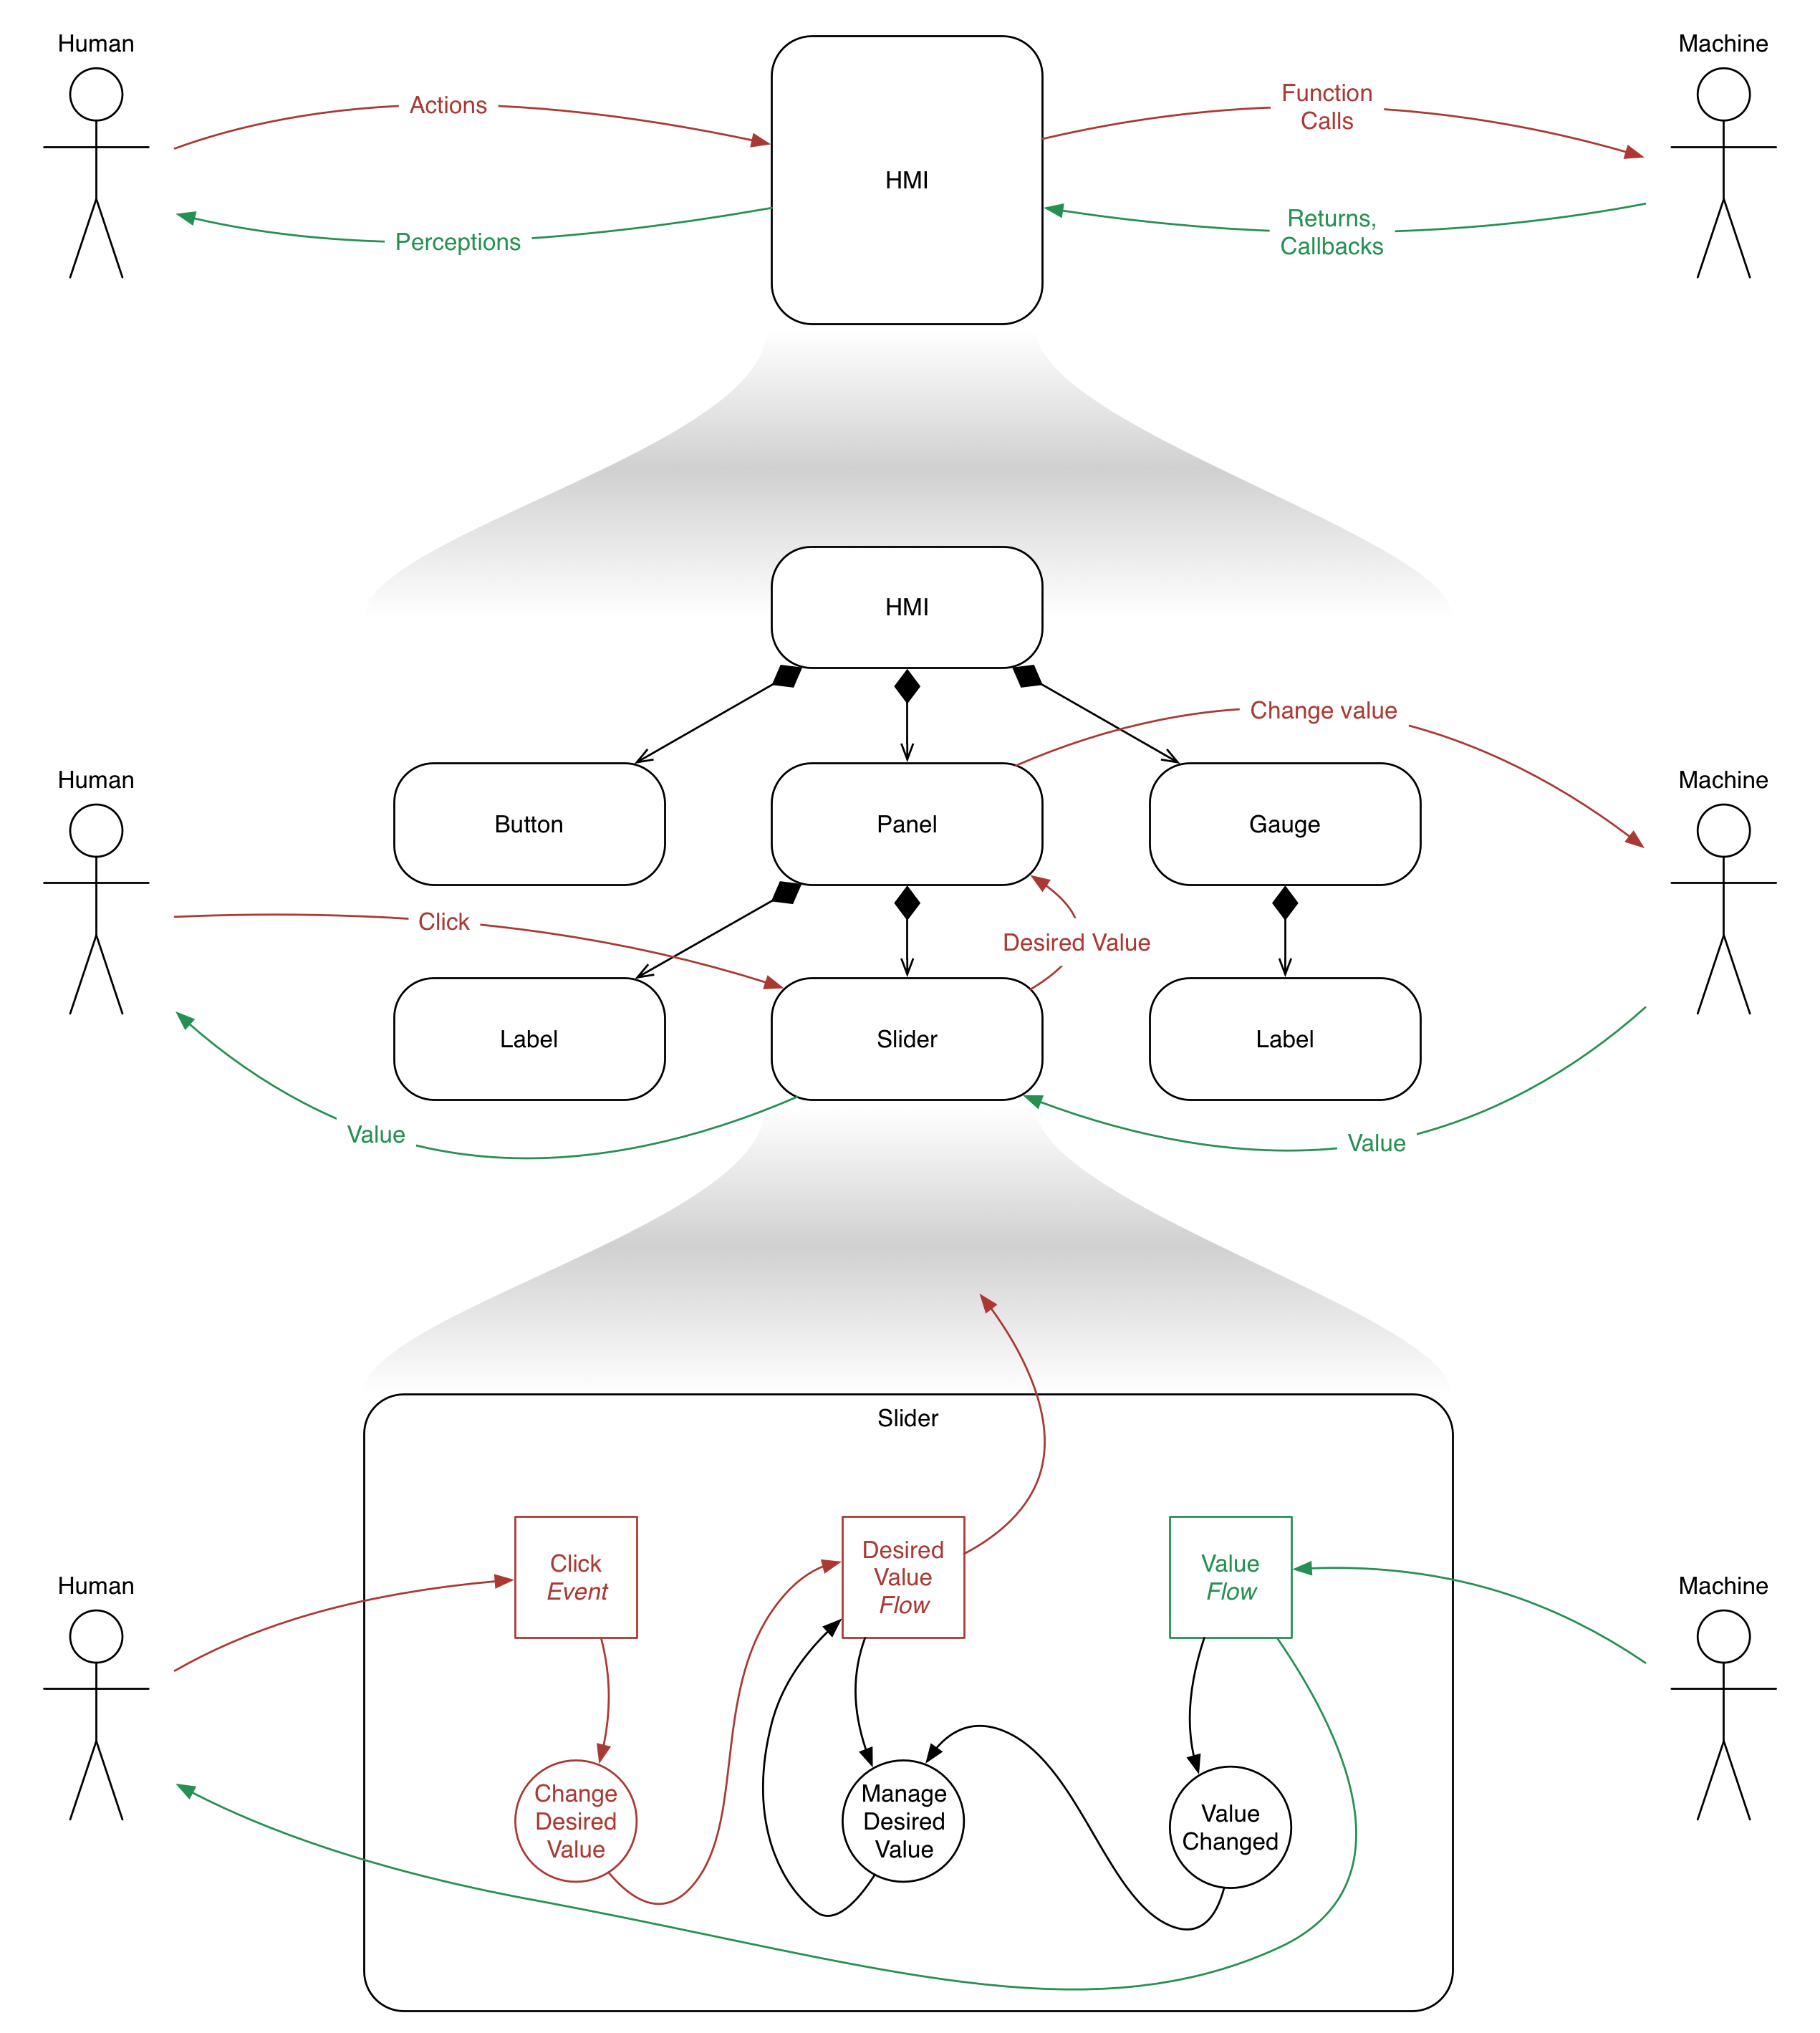 Human
Machine
Actions
Function
Calls
HMI
Returns,
Callbacks
Perceptions
HMI
Change value
Human
Machine
Button
Panel
Gauge
Click
Desired Value
Label
Slider
Label
Value
Value
Slider
Human
Machine
Click
Event
Desired
Value
Flow
Value
Flow
Change
Desired
Value
Manage
Desired
Value
Value
Changed